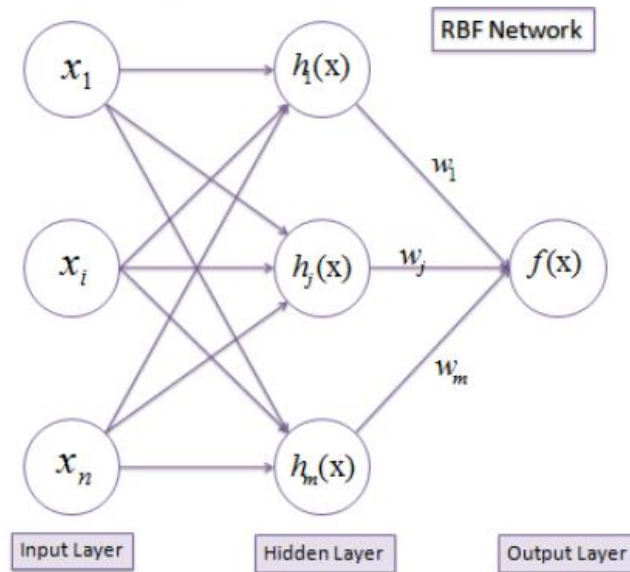 RBF Network
x₁
h₁(x)
w₁
xᵢ
hⱼ(x)
wⱼ
f(x)
wₘ
xₙ
hₘ(x)
Input Layer
Hidden Layer
Output Layer